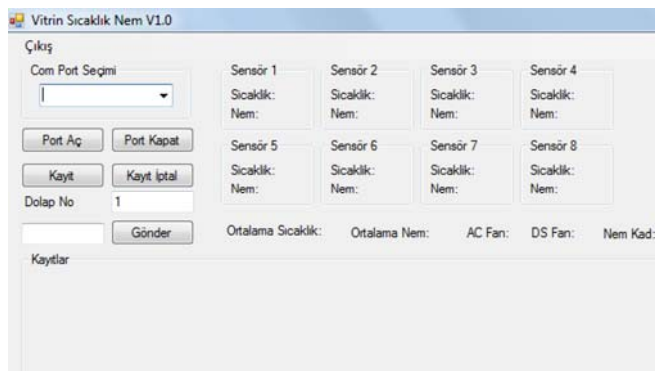 Vitrin Sıcaklık Nem V1.0
Çıkış
Com Port Seçimi
Port Aç Port Kapat
Kayıt Kayıt İptal
Dolap No 1
Gönder
Sensör 1 Sensör 2 Sensör 3 Sensör 4
Sıcaklık: Sıcaklık: Sıcaklık: Sıcaklık:
Nem: Nem: Nem: Nem:
Sensör 5 Sensör 6 Sensör 7 Sensör 8
Sıcaklık: Sıcaklık: Sıcaklık: Sıcaklık:
Nem: Nem: Nem: Nem:
Ortalama Sıcaklık: Ortalama Nem: AC Fan: DS Fan: Nem Kad:
Kayıtlar